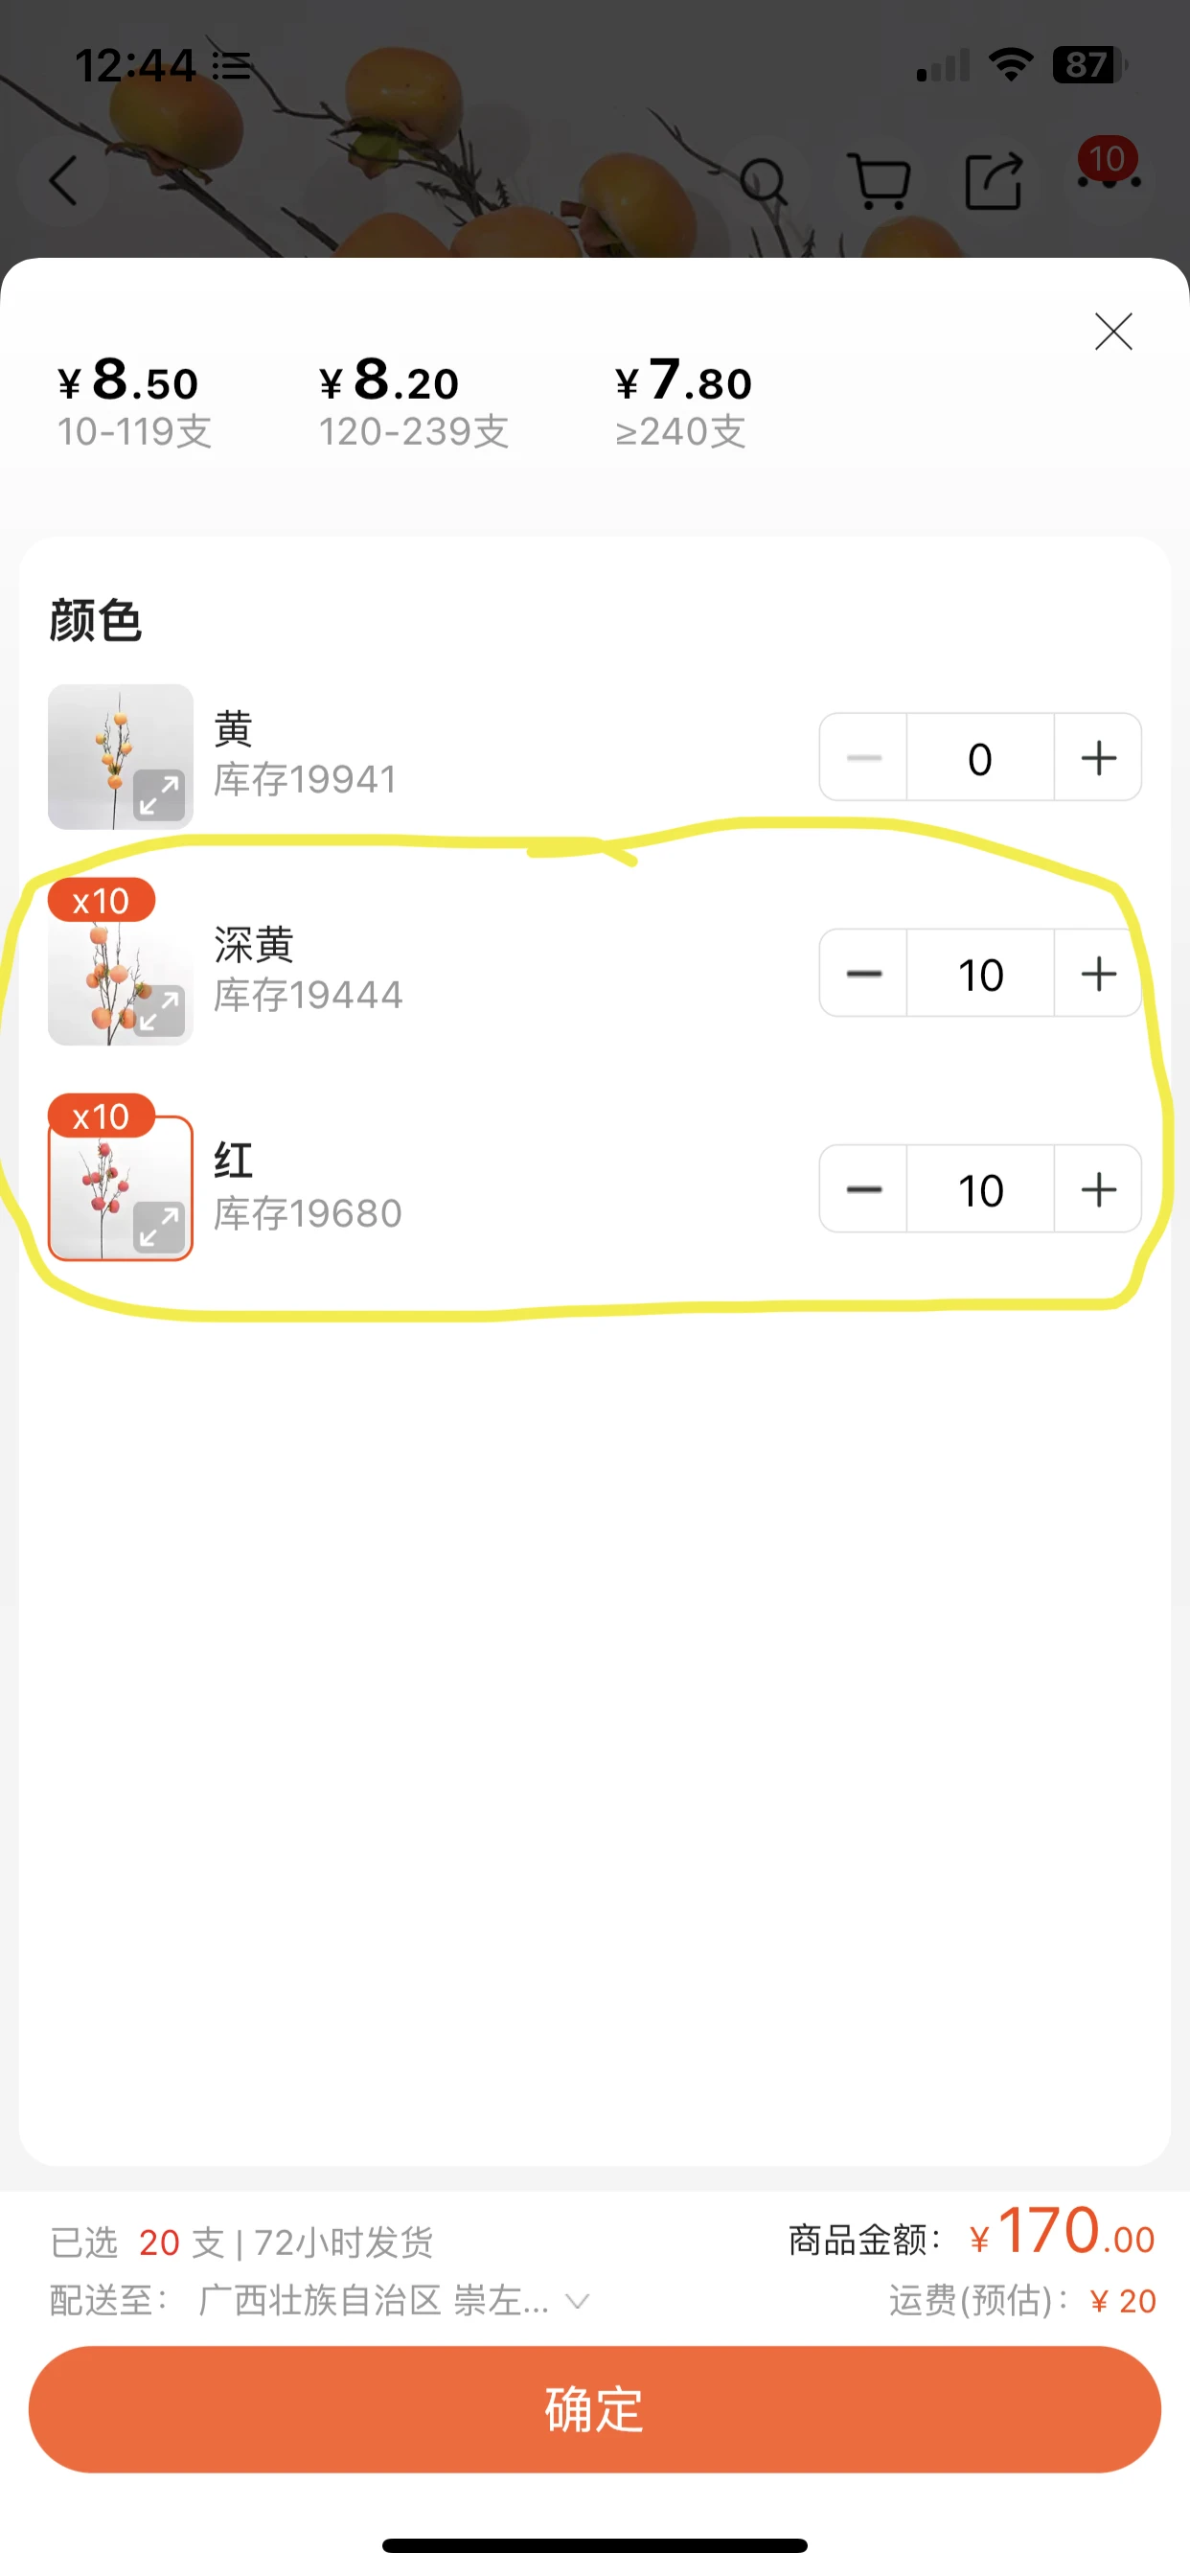 12:44
87
10
¥8.50 ¥8.20 ¥7.80
10-119支 120-239支 ≥240支
颜色
黄
库存19941
0
x10
深黄
库存19444
10
x10
红
库存19680
10
已选 20 支 | 72小时发货
商品金额： ¥170.00
配送至： 广西壮族自治区 崇左...
运费(预估)： ¥ 20
确定